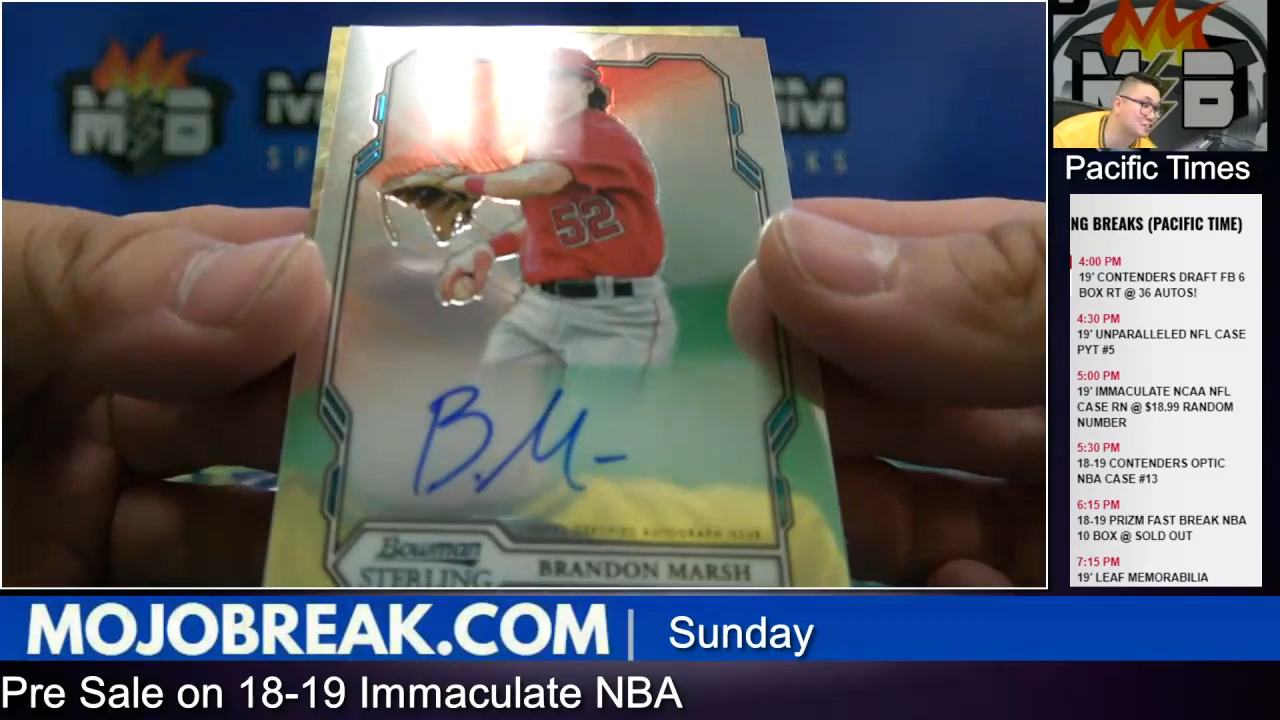 M B
52
B.M-
CERTIFIED AUTOGRAPH ISSUE
Bowman
STERLING
BRANDON MARSH
M B
Pacific Times
NG BREAKS (PACIFIC TIME)
4:00 PM
19' CONTENDERS DRAFT FB 6
BOX RT @ 36 AUTOS!
4:30 PM
19' UNPARALLELED NFL CASE
PYT #5
5:00 PM
19' IMMACULATE NCAA NFL
CASE RN @ $18.99 RANDOM
NUMBER
5:30 PM
18-19 CONTENDERS OPTIC
NBA CASE #13
6:15 PM
18-19 PRIZM FAST BREAK NBA
10 BOX @ SOLD OUT
7:15 PM
19' LEAF MEMORABILIA
MOJOBREAK.COM | Sunday
Pre Sale on 18-19 Immaculate NBA